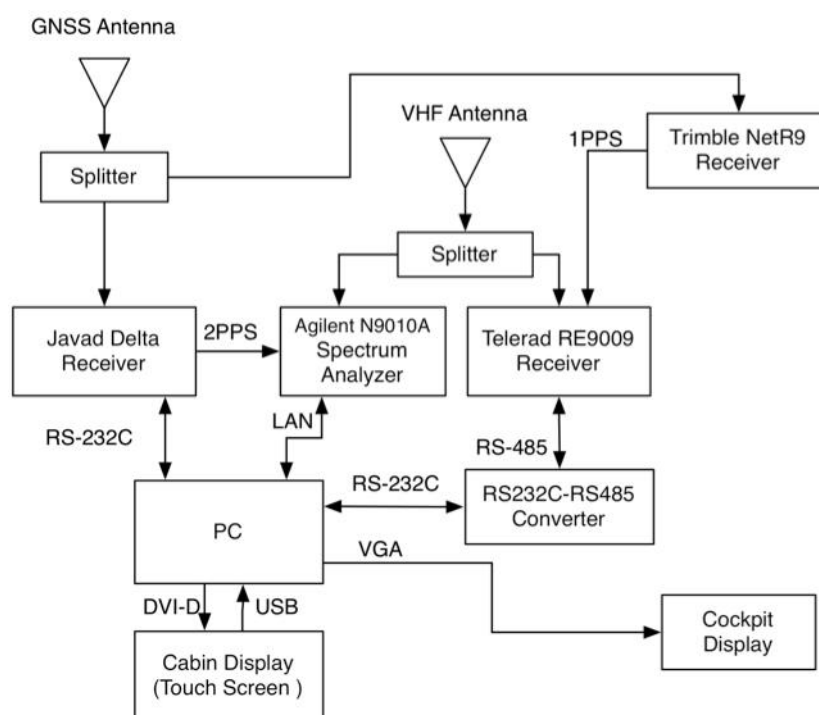 GNSS Antenna
VHF Antenna
1PPS
Trimble NetR9
Receiver
Splitter
Splitter
Javad Delta
Receiver
2PPS
Agilent N9010A
Spectrum
Analyzer
Telerad RE9009
Receiver
RS-232C
LAN
RS-485
PC
RS-232C
RS232C-RS485
Converter
VGA
DVI-D
USB
Cockpit
Display
Cabin Display
(Touch Screen )